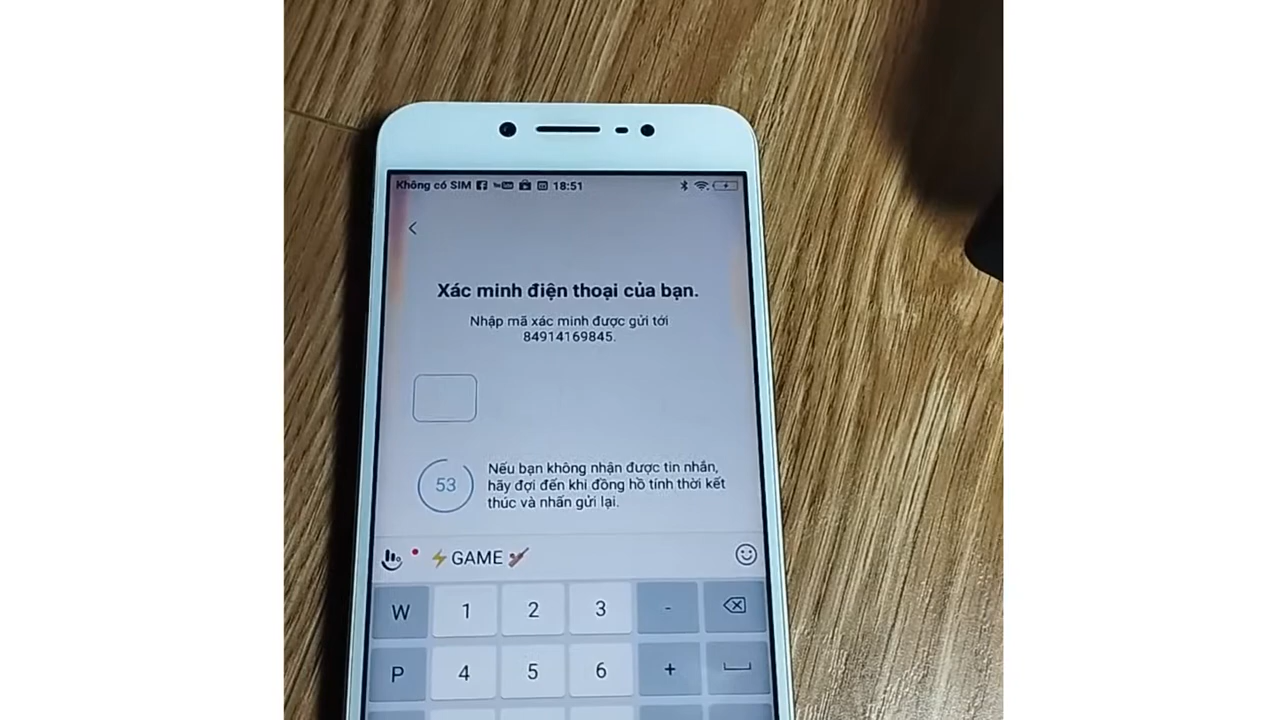 Không có SIM 18:51
Xác minh điện thoại của bạn.
Nhập mã xác minh được gửi tới
84914169845.
53
Nếu bạn không nhận được tin nhắn,
hãy đợi đến khi đồng hồ tính thời kết
thúc và nhấn gửi lại.
GAME
W 1 2 3 -
P 4 5 6 +